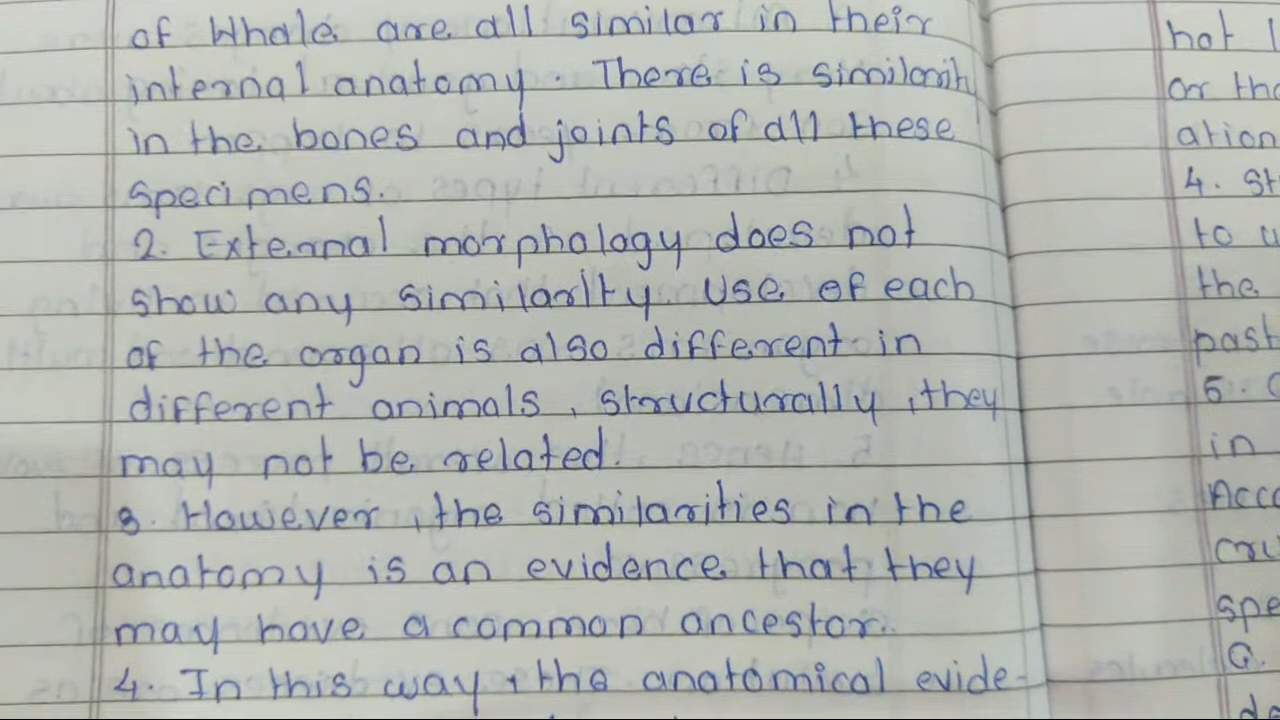 of Whale are all similar in their
internal anatomy. There is similarity
in the bones and joints of all these
specimens.
2. External morphology does not
show any similarity. Use of each
of the organ is also different in
different animals, structurally, they
may not be related.
3. However, the similarities in the
anatomy is an evidence that they
may have a common ancestor.
4. In this way, the anatomical evide-
not
or
ation
4.
to
the
past
5.
in